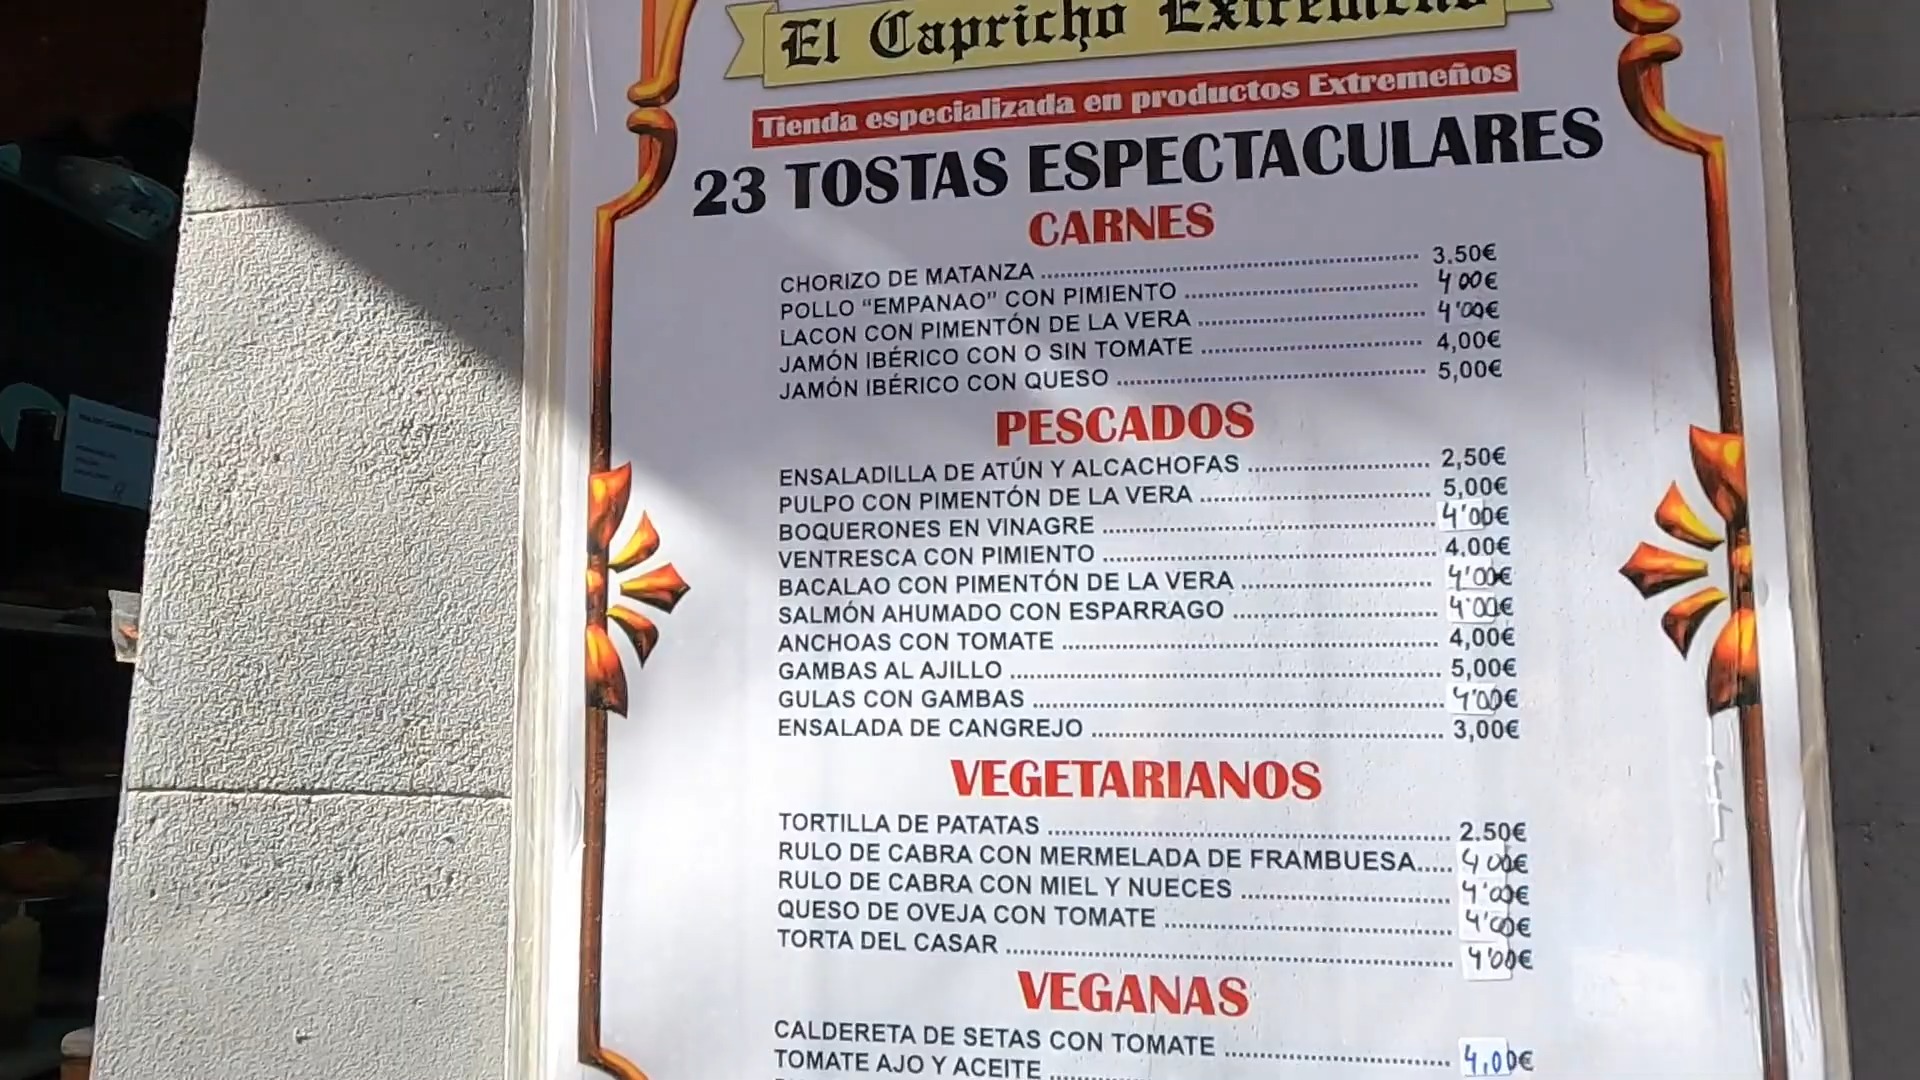 El Capricho Extremeño
Tienda especializada en productos Extremeños
23 TOSTAS ESPECTACULARES
CARNES
CHORIZO DE MATANZA ........ 3.50€
POLLO “EMPANAO” CON PIMIENTO ........ 4 00€
LACON CON PIMENTÓN DE LA VERA ........ 4'00€
JAMÓN IBÉRICO CON O SIN TOMATE ........ 4,00€
JAMÓN IBÉRICO CON QUESO ........ 5,00€
PESCADOS
ENSALADILLA DE ATÚN Y ALCACHOFAS ........ 2,50€
PULPO CON PIMENTÓN DE LA VERA ........ 5,00€
BOQUERONES EN VINAGRE ........ 4'00€
VENTRESCA CON PIMIENTO ........ 4.00€
BACALAO CON PIMENTÓN DE LA VERA ........ 4'00€
SALMÓN AHUMADO CON ESPARRAGO ........ 4'00€
ANCHOAS CON TOMATE ........ 4,00€
GAMBAS AL AJILLO ........ 5,00€
GULAS CON GAMBAS ........ 4'00€
ENSALADA DE CANGREJO ........ 3,00€
VEGETARIANOS
TORTILLA DE PATATAS ........ 2.50€
RULO DE CABRA CON MERMELADA DE FRAMBUESA..... 4 00€
RULO DE CABRA CON MIEL Y NUECES ........ 4'00€
QUESO DE OVEJA CON TOMATE ........ 4'00€
TORTA DEL CASAR ........ 4'00€
VEGANAS
CALDERETA DE SETAS CON TOMATE ........ 4,00€
TOMATE AJO Y ACEITE ........